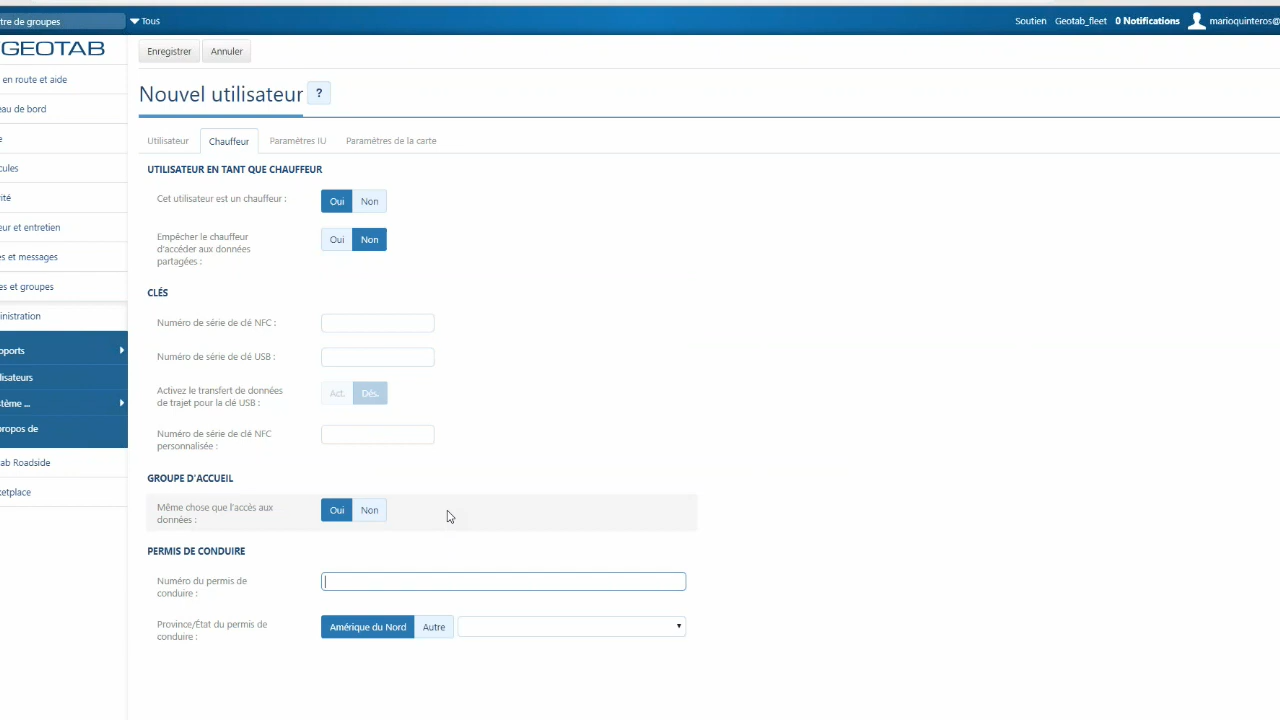 tre de groupes
Tous
Soutien
Geotab_fleet
0 Notifications
marioquinteros@
GEOTAB
Enregistrer
Annuler
en route et aide
Nouvel utilisateur
?
eau de bord
e
Utilisateur
Chauffeur
Paramètres IU
Paramètres de la carte
cules
UTILISATEUR EN TANT QUE CHAUFFEUR
ité
Cet utilisateur est un chauffeur :
Oui
Non
eur et entretien
Empêcher le chauffeur
d'accéder aux données
partagées :
Oui
Non
es et messages
es et groupes
CLÉS
inistration
Numéro de série de clé NFC :
pports
Numéro de série de clé USB :
lisateurs
Activez le transfert de données
de trajet pour la clé USB :
Act.
Dés.
stème ...
propos de
Numéro de série de clé NFC
personnalisée :
ab Roadside
GROUPE D'ACCUEIL
ketplace
Même chose que l'accès aux
données :
Oui
Non
PERMIS DE CONDUIRE
Numéro du permis de
conduire :
Province/État du permis de
conduire :
Amérique du Nord
Autre